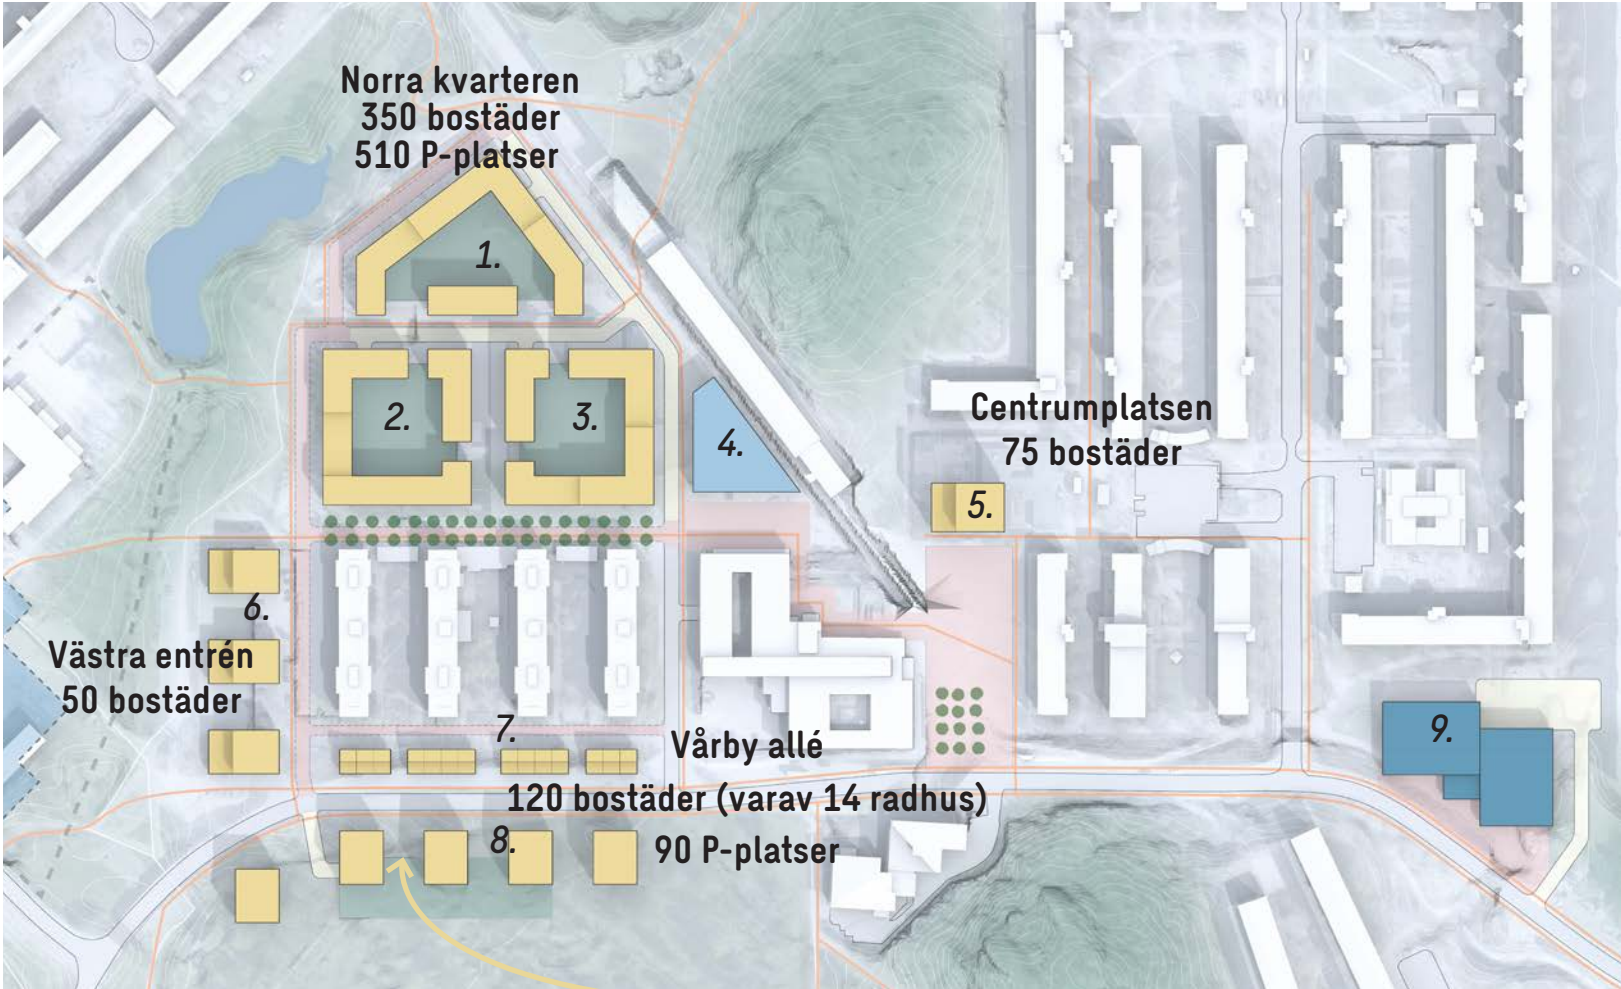 Norra kvarteren
350 bostäder
510 P-platser
1.
2.
3.
4.
Centrumplatsen
75 bostäder
5.
6.
Västra entrén
50 bostäder
7.
Vårby allé
120 bostäder (varav 14 radhus)
90 P-platser
8.
9.